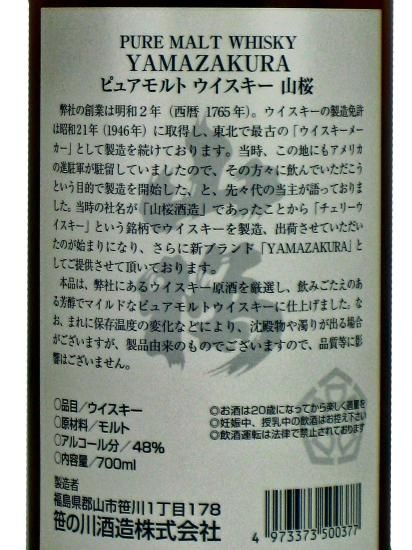 PURE MALT WHISKY
YAMAZAKURA
ピュアモルト ウイスキー 山桜
弊社の創業は明和2年（西暦1765年）。ウイスキーの製造免許
は昭和21年（1946年）に取得し、東北で最古の「ウイスキーメー
カー」として製造を続けております。当時、この地にもアメリカ
の進駐軍が駐留していましたので、その方々に飲んでいただこう
という目的で製造を開始した。と、先々代の当主が語っておりま
した。当時の社名が「山桜酒造」であったことから「チェリーウ
イスキー」という銘柄でウイスキーを製造、出荷させていただい
たのが始まりになり、さらに新ブランド「YAMAZAKURA」と
してご提供させて頂いております。
本品は、弊社にあるウイスキー原酒を厳選し、飲みごたえのあ
る芳醇でマイルドなピュアモルトウイスキーに仕上げました。な
お、まれに保存温度の変化などにより、沈殿物や濁りが出る場合
がございますが、製品由来のものでございますので、品質等に影
響はございません。
山桜
○品目／ウイスキー
○原材料／モルト
○アルコール分／48%
○内容量／700ml
◎お酒は20歳になってから楽しく適量を
◎妊娠中、授乳中の飲酒はお控え下さい
◎飲酒運転は法律で禁止されております
製造者
福島県郡山市笹川1丁目178
笹の川酒造株式会社
4 973373 500377